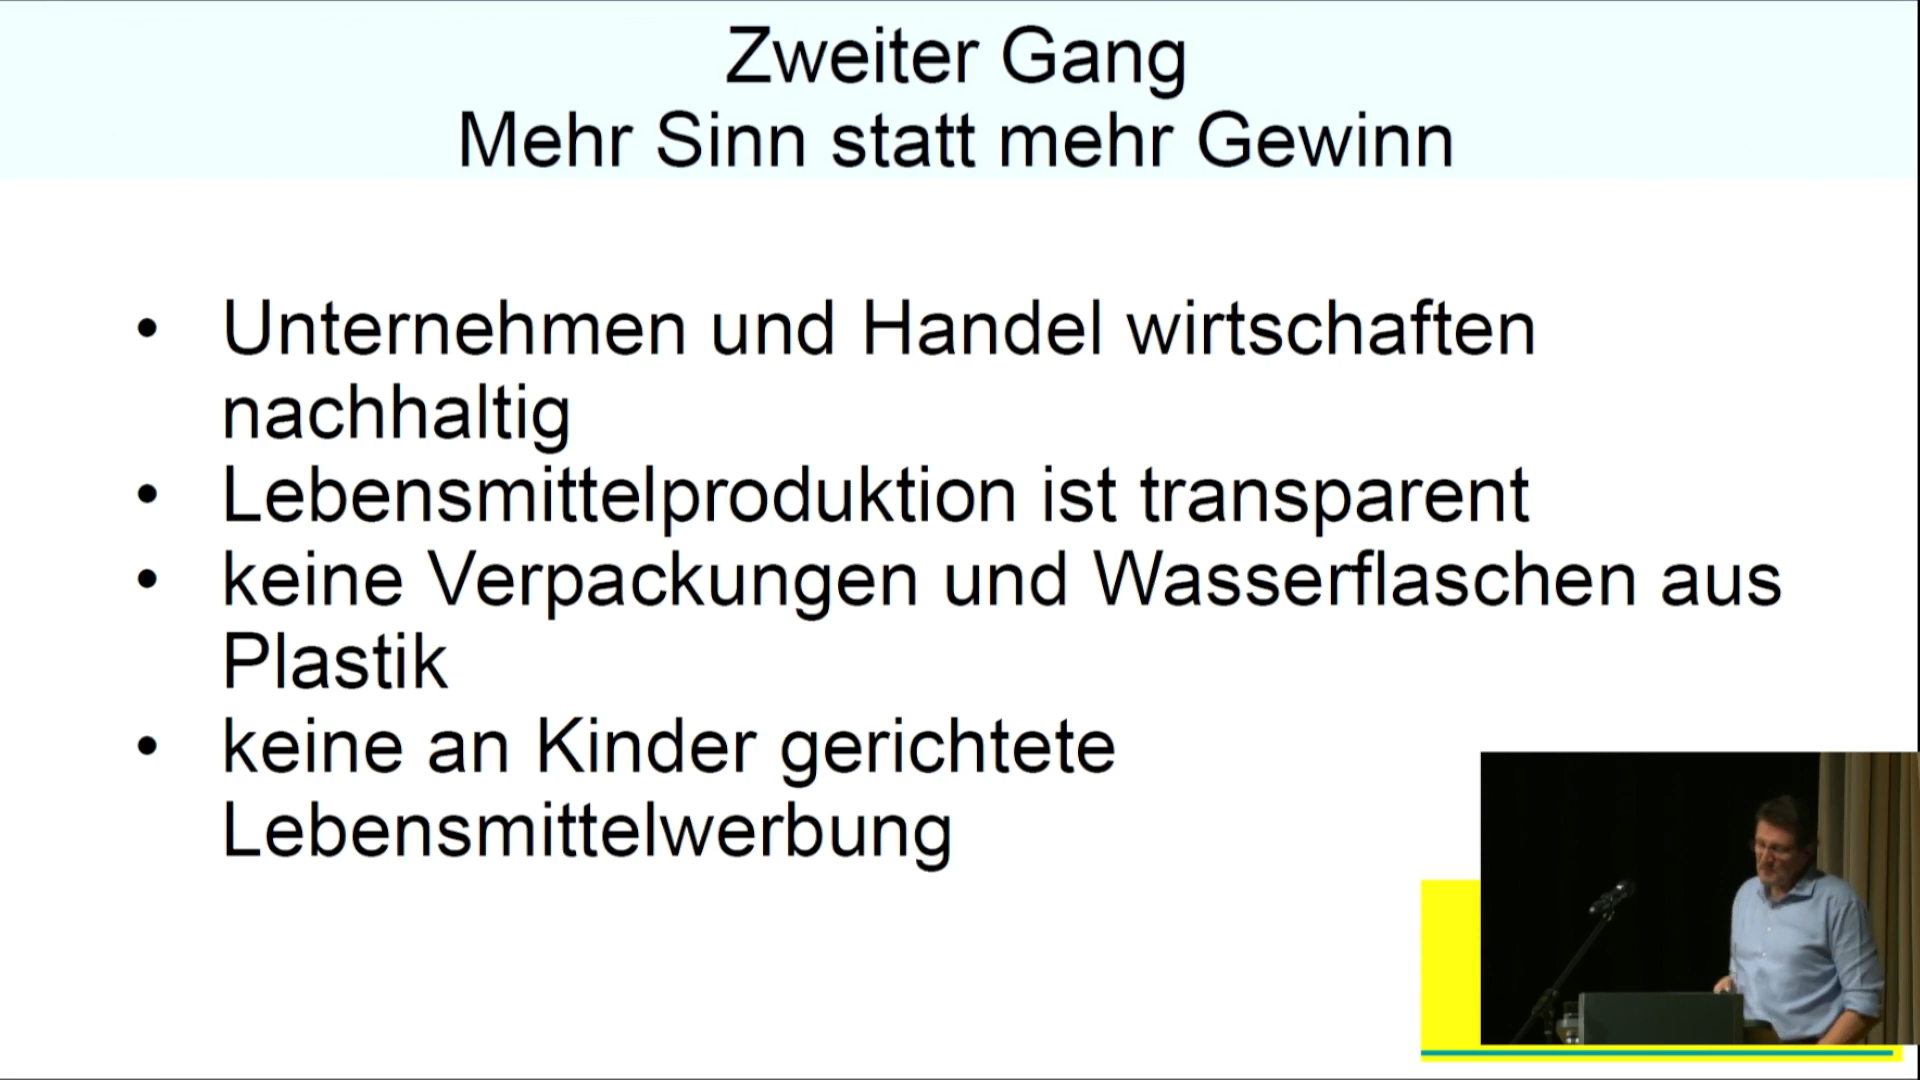 Zweiter Gang
Mehr Sinn statt mehr Gewinn
• Unternehmen und Handel wirtschaften
nachhaltig
• Lebensmittelproduktion ist transparent
• keine Verpackungen und Wasserflaschen aus
Plastik
• keine an Kinder gerichtete
Lebensmittelwerbung